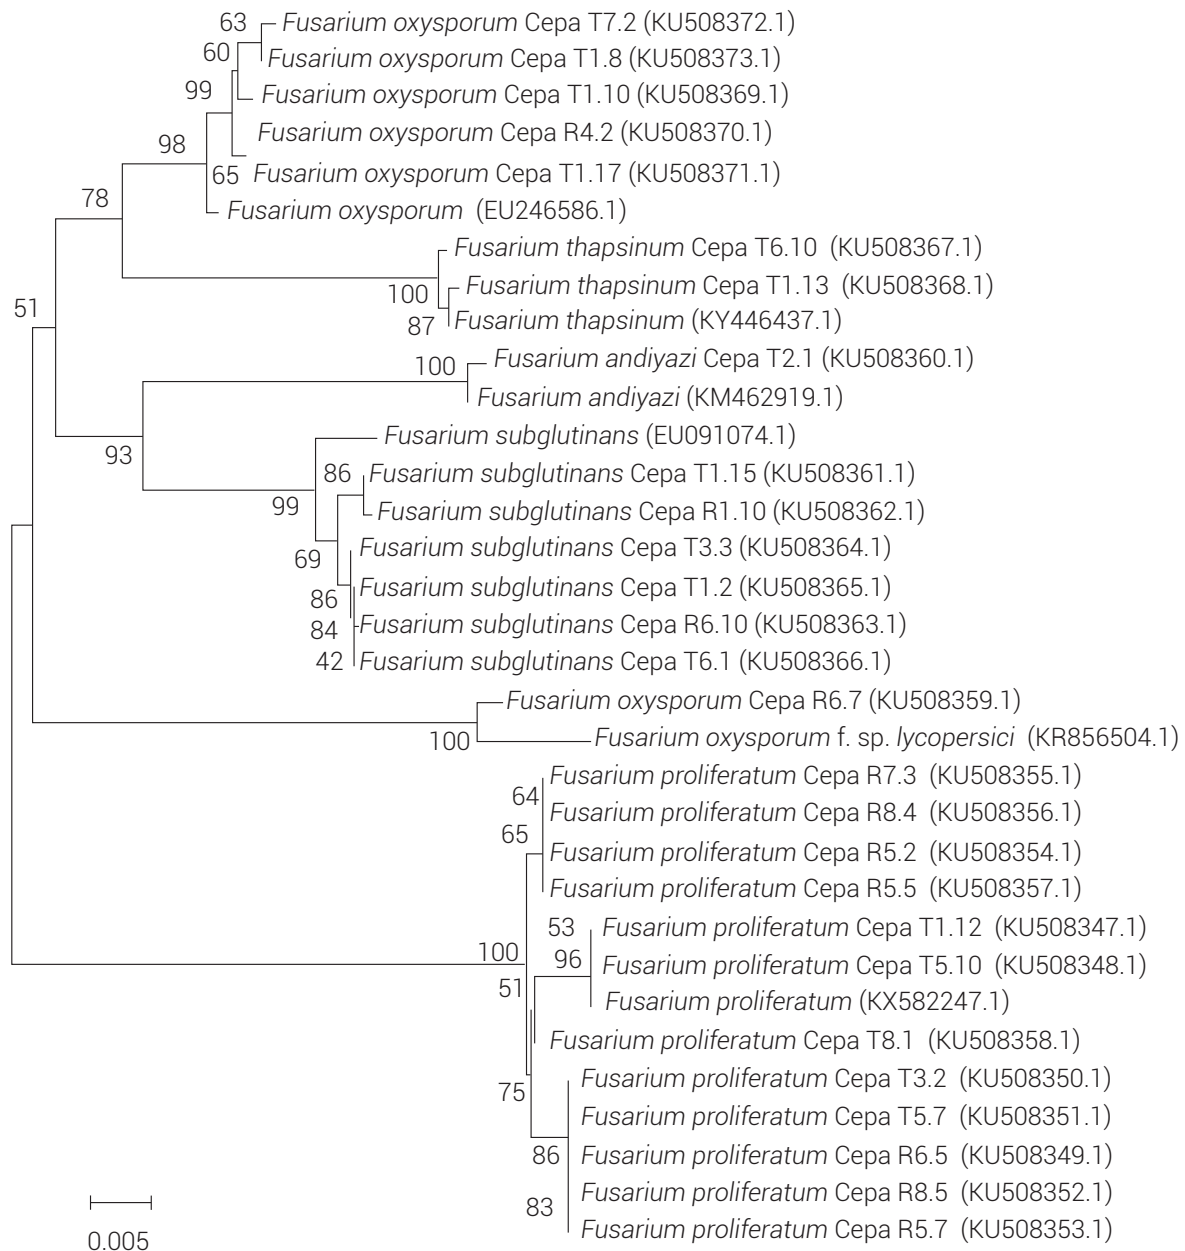 63 Fusarium oxysporum Cepa T7.2 (KU508372.1)
60 Fusarium oxysporum Cepa T1.8 (KU508373.1)
99 Fusarium oxysporum Cepa T1.10 (KU508369.1)
Fusarium oxysporum Cepa R4.2 (KU508370.1)
98
65 Fusarium oxysporum Cepa T1.17 (KU508371.1)
78
Fusarium oxysporum (EU246586.1)
Fusarium thapsinum Cepa T6.10 (KU508367.1)
100 Fusarium thapsinum Cepa T1.13 (KU508368.1)
51
87 Fusarium thapsinum (KY446437.1)
100 Fusarium andiyazi Cepa T2.1 (KU508360.1)
Fusarium andiyazi (KM462919.1)
Fusarium subglutinans (EU091074.1)
93
86 Fusarium subglutinans Cepa T1.15 (KU508361.1)
99 Fusarium subglutinans Cepa R1.10 (KU508362.1)
69 Fusarium subglutinans Cepa T3.3 (KU508364.1)
86 Fusarium subglutinans Cepa T1.2 (KU508365.1)
84 Fusarium subglutinans Cepa R6.10 (KU508363.1)
42 Fusarium subglutinans Cepa T6.1 (KU508366.1)
Fusarium oxysporum Cepa R6.7 (KU508359.1)
100 Fusarium oxysporum f. sp. lycopersici (KR856504.1)
Fusarium proliferatum Cepa R7.3 (KU508355.1)
64
Fusarium proliferatum Cepa R8.4 (KU508356.1)
65
Fusarium proliferatum Cepa R5.2 (KU508354.1)
Fusarium proliferatum Cepa R5.5 (KU508357.1)
53 Fusarium proliferatum Cepa T1.12 (KU508347.1)
100 96 Fusarium proliferatum Cepa T5.10 (KU508348.1)
51 Fusarium proliferatum (KX582247.1)
Fusarium proliferatum Cepa T8.1 (KU508358.1)
75 Fusarium proliferatum Cepa T3.2 (KU508350.1)
Fusarium proliferatum Cepa T5.7 (KU508351.1)
86 Fusarium proliferatum Cepa R6.5 (KU508349.1)
83 Fusarium proliferatum Cepa R8.5 (KU508352.1)
Fusarium proliferatum Cepa R5.7 (KU508353.1)
0.005